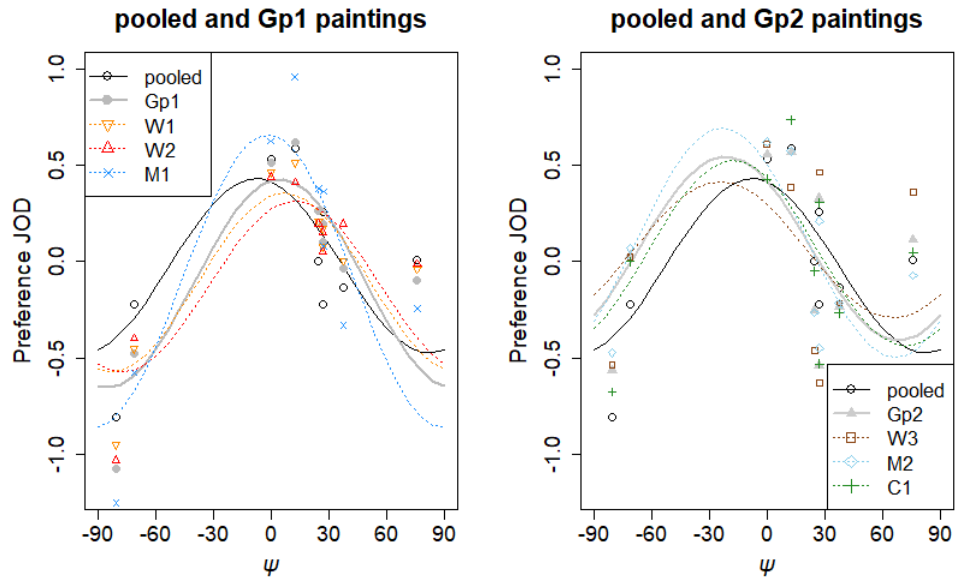 pooled and Gp1 paintings
Preference JOD
1.0
0.5
0.0
-0.5
-1.0
pooled
Gp1
W1
W2
M1
-90 -60 -30 0 30 60 90
ψ
pooled and Gp2 paintings
Preference JOD
1.0
0.5
0.0
-0.5
-1.0
pooled
Gp2
W3
M2
C1
-90 -60 -30 0 30 60 90
ψ